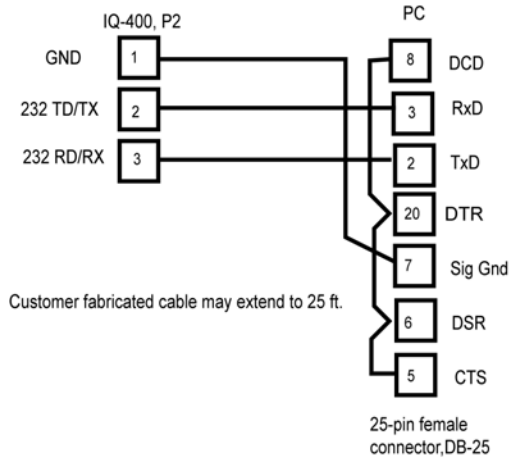 IQ-400, P2
PC
GND 1
8 DCD
232 TD/TX 2
3 RxD
232 RD/RX 3
2 TxD
20 DTR
7 Sig Gnd
Customer fabricated cable may extend to 25 ft.
6 DSR
5 CTS
25-pin female
connector,DB-25